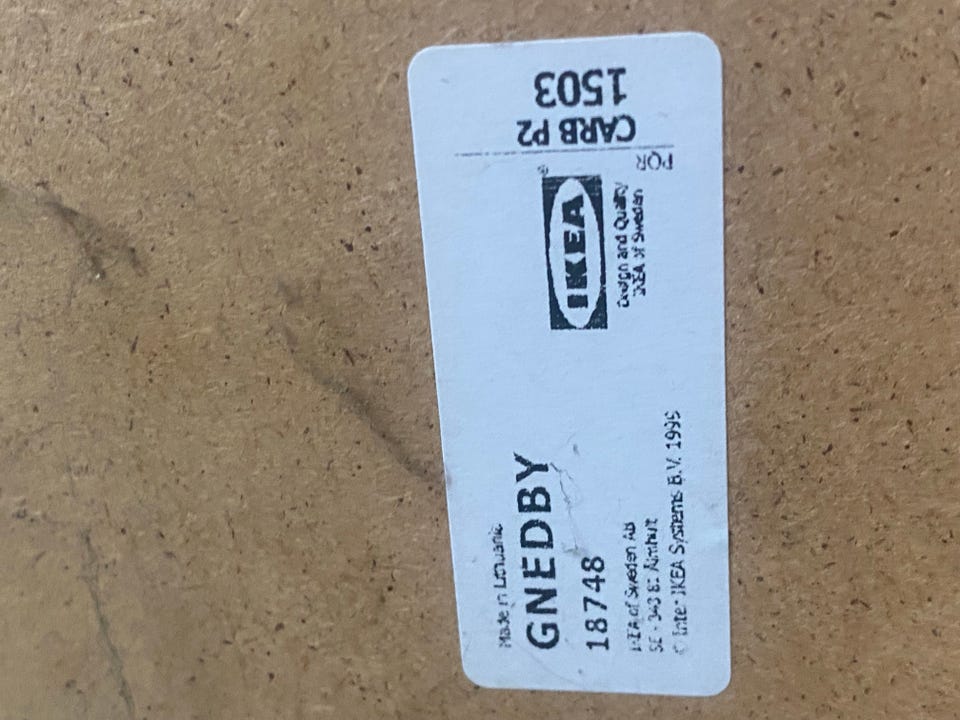 Made in Lithuania
GNEDBY
18748
IKEA of Sweden AB
SE - 343 81 Älmhult
© Inter IKEA Systems B.V. 1999
IKEA®
Design and Quality
IKEA of Sweden
PQR
CARB P2
1503